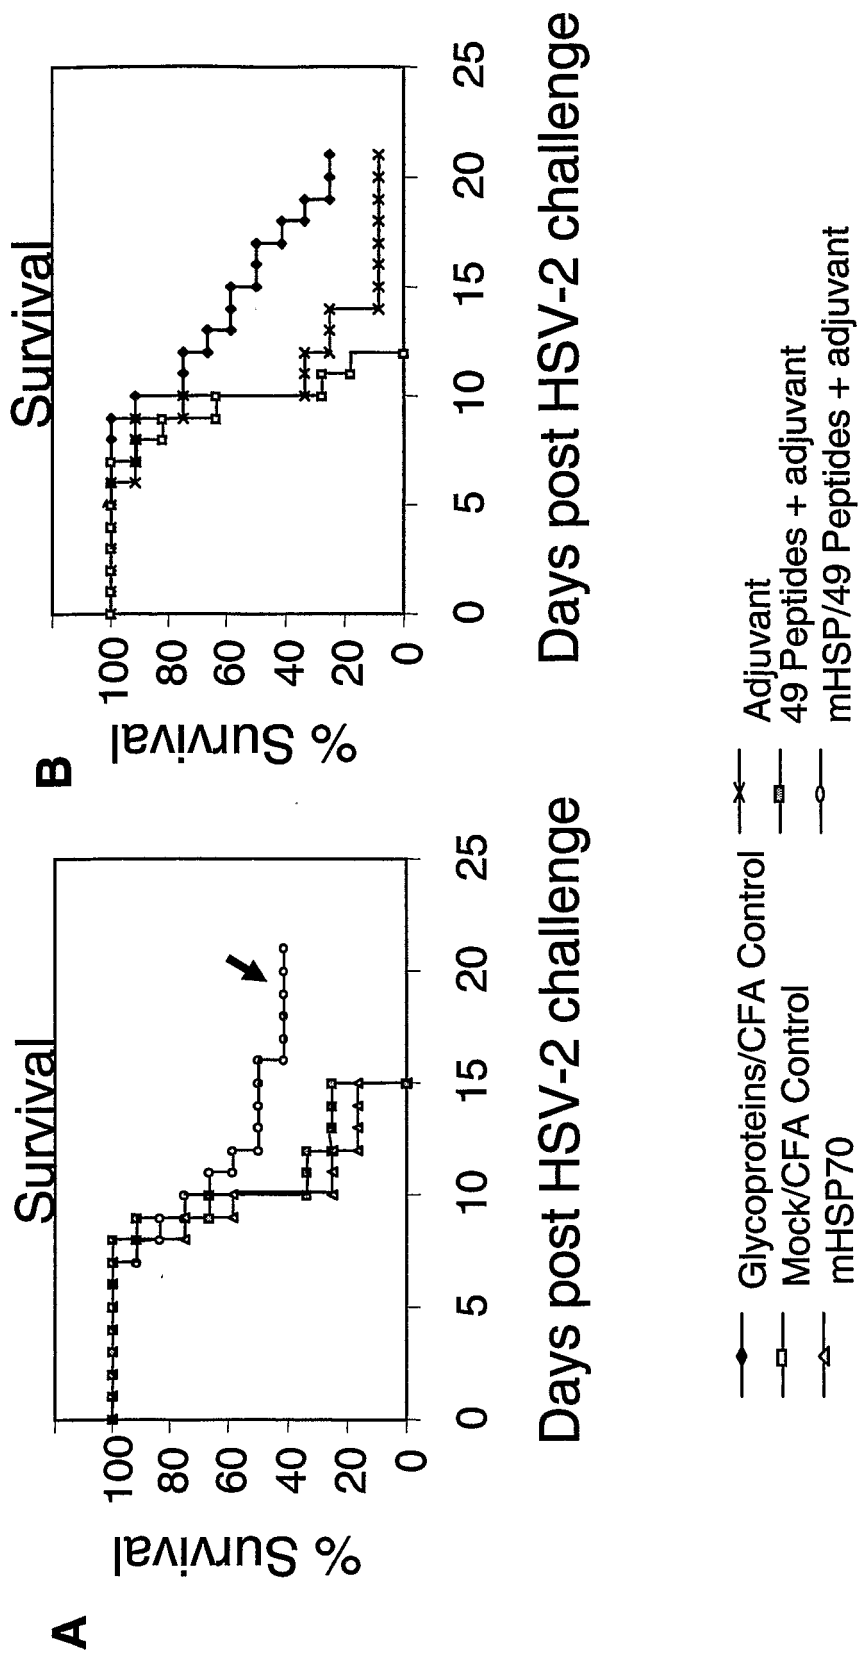 A
Survival
% Survival
100
80
60
40
20
0
0 5 10 15 20 25
Days post HSV-2 challenge
B
Survival
% Survival
100
80
60
40
20
0
0 5 10 15 20 25
Days post HSV-2 challenge
Glycoproteins/CFA Control
Mock/CFA Control
mHSP70
Adjuvant
49 Peptides + adjuvant
mHSP/49 Peptides + adjuvant